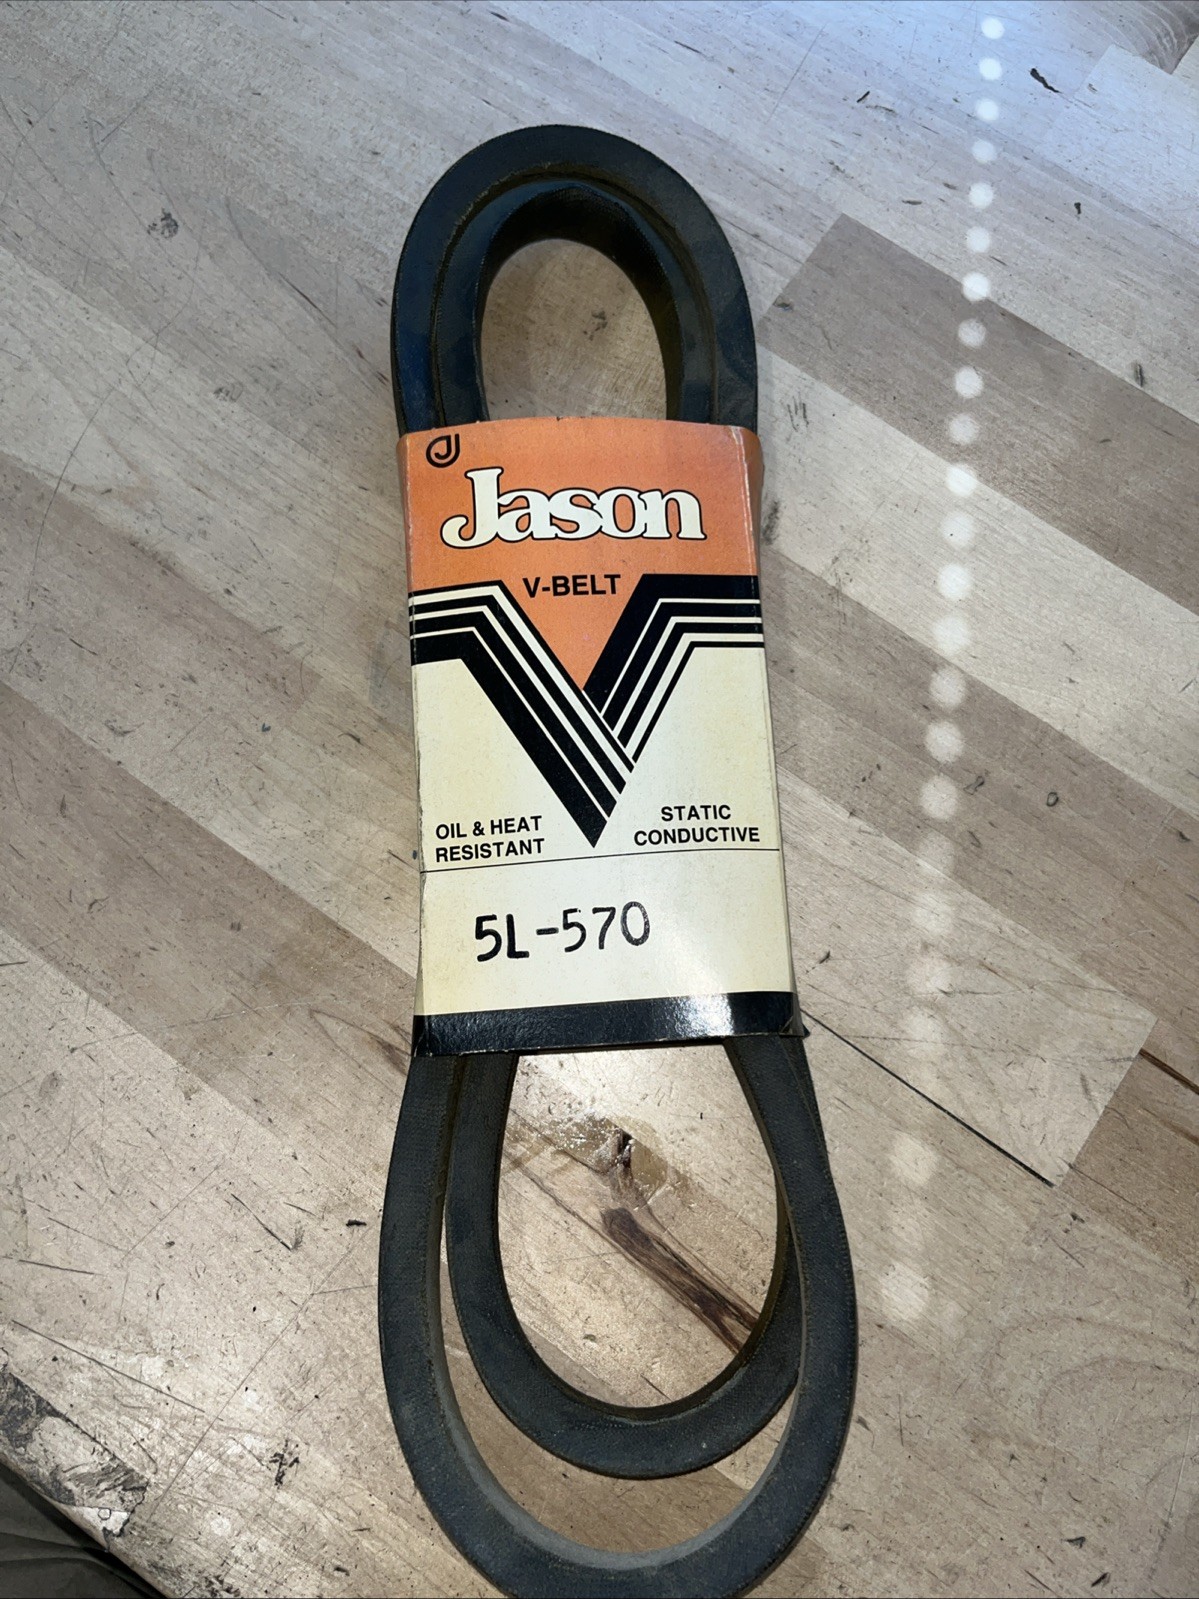 J
Jason
V-BELT
OIL & HEAT
RESISTANT
STATIC
CONDUCTIVE
5L-570